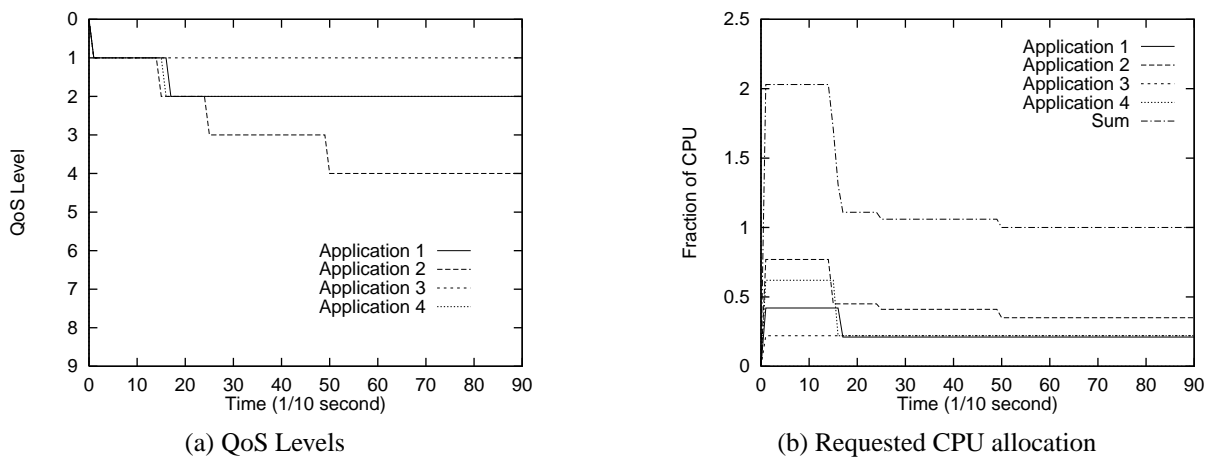 0
1
2
3
4
5
6
7
8
9
QoS Level
Application 1
Application 2
Application 3
Application 4
0 10 20 30 40 50 60 70 80 90
Time (1/10 second)
(a) QoS Levels
2.5
2
1.5
1
0.5
0
Fraction of CPU
Application 1
Application 2
Application 3
Application 4
Sum
0 10 20 30 40 50 60 70 80 90
Time (1/10 second)
(b) Requested CPU allocation